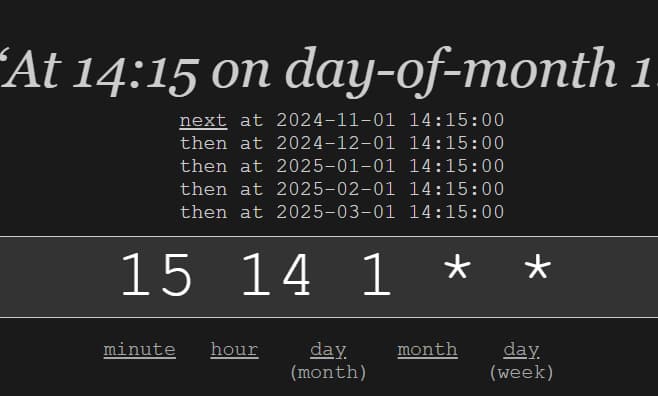 “At 14:15 on day-of-month 1.
next at 2024-11-01 14:15:00
then at 2024-12-01 14:15:00
then at 2025-01-01 14:15:00
then at 2025-02-01 14:15:00
then at 2025-03-01 14:15:00
15 14 1 * *
minute hour day month day
(month) (week)